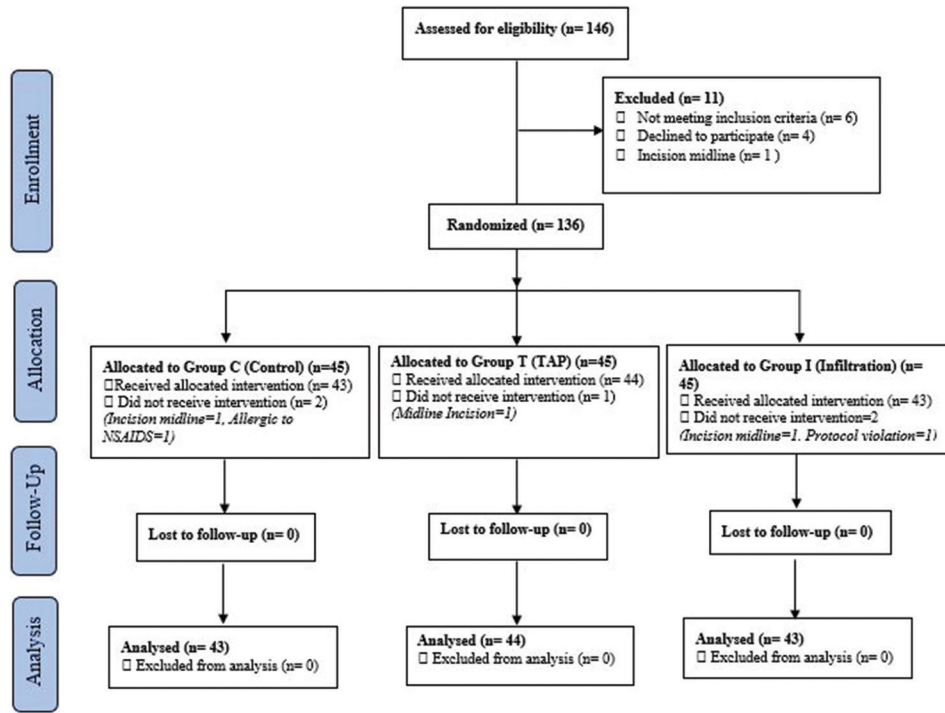 Assessed for eligibility (n= 146)
Enrollment
Excluded (n= 11)
Not meeting inclusion criteria (n= 6)
Declined to participate (n= 4)
Incision midline (n= 1 )
Randomized (n= 136)
Allocation
Allocated to Group C (Control) (n=45)
Received allocated intervention (n= 43)
Did not receive intervention (n= 2)
(Incision midline=1, Allergic to
NSAIDS=1)
Allocated to Group T (TAP) (n=45)
Received allocated intervention (n= 44)
Did not receive intervention (n= 1)
(Midline Incision=1)
Allocated to Group I (Infiltration) (n=
45)
Received allocated intervention (n= 43)
Did not receive intervention=2
(Incision midline=1. Protocol violation=1)
Follow-Up
Lost to follow-up (n= 0)
Lost to follow-up (n= 0)
Lost to follow-up (n= 0)
Analysis
Analysed (n= 43)
Excluded from analysis (n= 0)
Analysed (n= 44)
Excluded from analysis (n= 0)
Analysed (n= 43)
Excluded from analysis (n= 0)